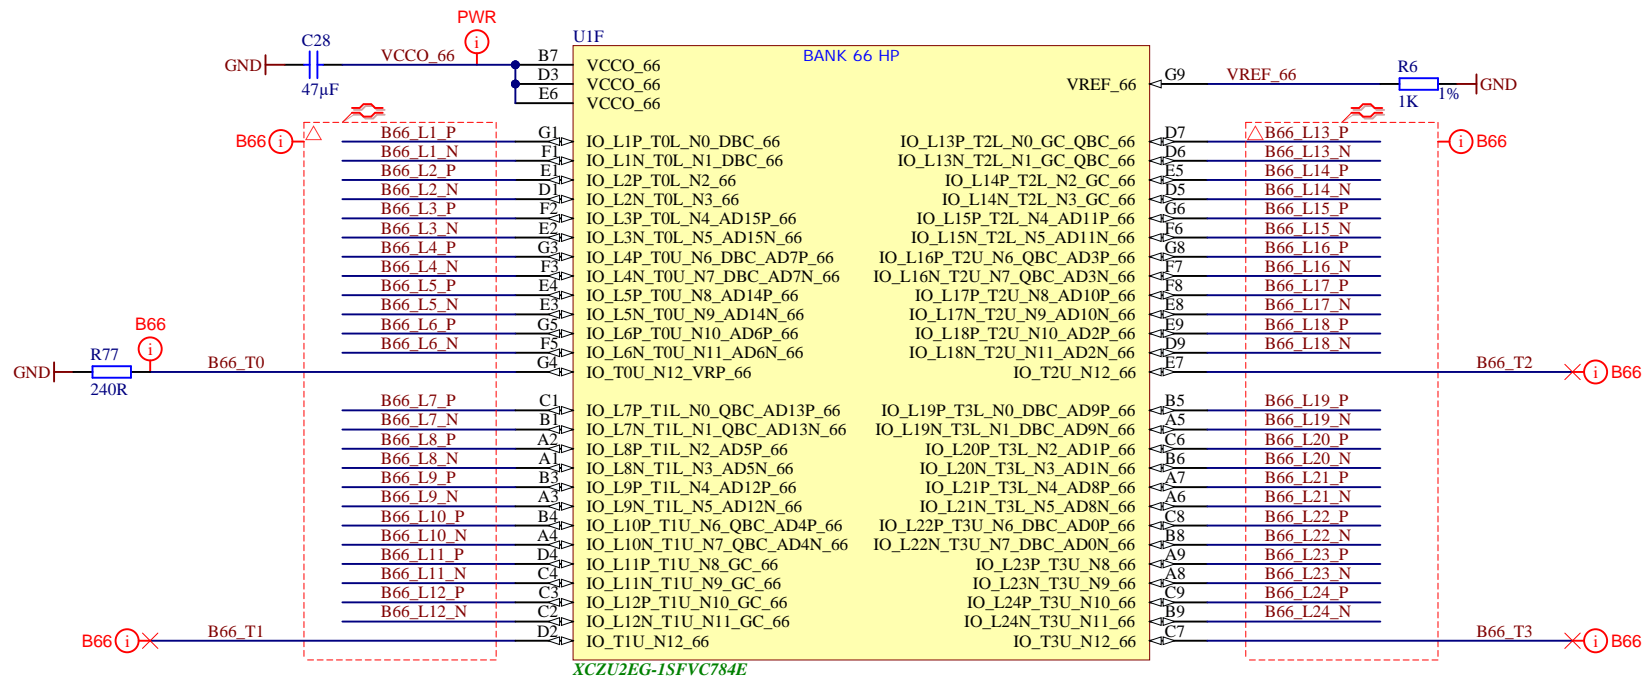 PWR
C28
U1F
GND VCCO_66 B7 VCCO_66 BANK 66 HP
47µF D3 VCCO_66 VREF_66 G9 VREF_66 R6 GND
E6 VCCO_66 1K 1%
B66 i B66_L1_P G1 IO_L1P_T0L_N0_DBC_66 IO_L13P_T2L_N0_GC_QBC_66 D7 B66_L13_P i B66
B66_L1_N F1 IO_L1N_T0L_N1_DBC_66 IO_L13N_T2L_N1_GC_QBC_66 D6 B66_L13_N
B66_L2_P E1 IO_L2P_T0L_N2_66 IO_L14P_T2L_N2_GC_66 E5 B66_L14_P
B66_L2_N D1 IO_L2N_T0L_N3_66 IO_L14N_T2L_N3_GC_66 D5 B66_L14_N
B66_L3_P F2 IO_L3P_T0L_N4_AD15P_66 IO_L15P_T2L_N4_AD11P_66 G6 B66_L15_P
B66_L3_N E2 IO_L3N_T0L_N5_AD15N_66 IO_L15N_T2L_N5_AD11N_66 F6 B66_L15_N
B66_L4_P G3 IO_L4P_T0U_N6_DBC_AD7P_66 IO_L16P_T2U_N6_QBC_AD3P_66 G8 B66_L16_P
B66_L4_N F3 IO_L4N_T0U_N7_DBC_AD7N_66 IO_L16N_T2U_N7_QBC_AD3N_66 F7 B66_L16_N
B66_L5_P E4 IO_L5P_T0U_N8_AD14P_66 IO_L17P_T2U_N8_AD10P_66 F8 B66_L17_P
B66_L5_N E3 IO_L5N_T0U_N9_AD14N_66 IO_L17N_T2U_N9_AD10N_66 E8 B66_L17_N
B66 B66_L6_P G5 IO_L6P_T0U_N10_AD6P_66 IO_L18P_T2U_N10_AD2P_66 E9 B66_L18_P
R77 i B66_L6_N F5 IO_L6N_T0U_N11_AD6N_66 IO_L18N_T2U_N11_AD2N_66 D9 B66_L18_N
GND B66_T0 G4 IO_T0U_N12_VRP_66 IO_T2U_N12_66 E7 B66_T2 i B66
240R
B66_L7_P C1 IO_L7P_T1L_N0_QBC_AD13P_66 IO_L19P_T3L_N0_DBC_AD9P_66 B5 B66_L19_P
B66_L7_N B1 IO_L7N_T1L_N1_QBC_AD13N_66 IO_L19N_T3L_N1_DBC_AD9N_66 A5 B66_L19_N
B66_L8_P A2 IO_L8P_T1L_N2_AD5P_66 IO_L20P_T3L_N2_AD1P_66 C6 B66_L20_P
B66_L8_N A1 IO_L8N_T1L_N3_AD5N_66 IO_L20N_T3L_N3_AD1N_66 B6 B66_L20_N
B66_L9_P B3 IO_L9P_T1L_N4_AD12P_66 IO_L21P_T3L_N4_AD8P_66 A7 B66_L21_P
B66_L9_N A3 IO_L9N_T1L_N5_AD12N_66 IO_L21N_T3L_N5_AD8N_66 A6 B66_L21_N
B66_L10_P B4 IO_L10P_T1U_N6_QBC_AD4P_66 IO_L22P_T3U_N6_DBC_AD0P_66 C8 B66_L22_P
B66_L10_N A4 IO_L10N_T1U_N7_QBC_AD4N_66 IO_L22N_T3U_N7_DBC_AD0N_66 B8 B66_L22_N
B66_L11_P D4 IO_L11P_T1U_N8_GC_66 IO_L23P_T3U_N8_66 A9 B66_L23_P
B66_L11_N C4 IO_L11N_T1U_N9_GC_66 IO_L23N_T3U_N9_66 A8 B66_L23_N
B66_L12_P C3 IO_L12P_T1U_N10_GC_66 IO_L24P_T3U_N10_66 C9 B66_L24_P
B66_L12_N C2 IO_L12N_T1U_N11_GC_66 IO_L24N_T3U_N11_66 B9 B66_L24_N
B66 i B66_T1 D2 IO_T1U_N12_66 IO_T3U_N12_66 C7 B66_T3 i B66
XCZU2EG-1SFVC784E